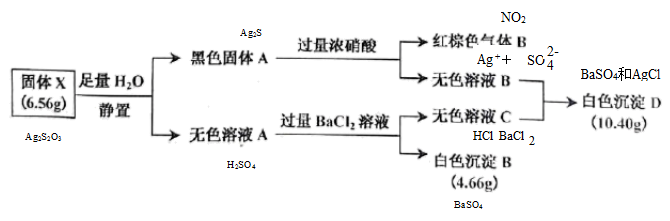 NO₂
Ag₂S
过量浓硝酸
红棕色气体 B
黑色固体 A
Ag⁺+ SO₄²⁻
固体 X
(6.56g)
足量 H₂O
静置
无色溶液 B
BaSO₄和AgCl
白色沉淀 D
(10.40g)
Ag₂S₂O₃
无色溶液 A
过量 BaCl₂ 溶液
无色溶液 C
HCl BaCl₂
H₂SO₄
白色沉淀 B
(4.66g)
BaSO₄